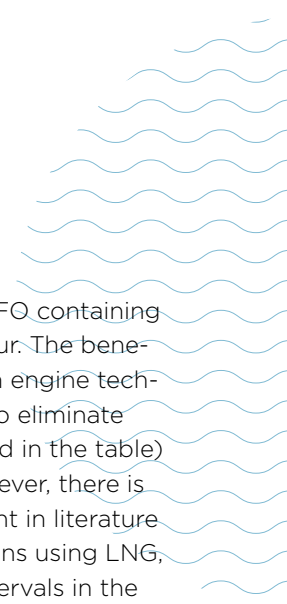 FO containing
ur. The bene-
engine tech-
eliminate
d in the table)
ever, there is
nt in literature
ns using LNG,
ervals in the